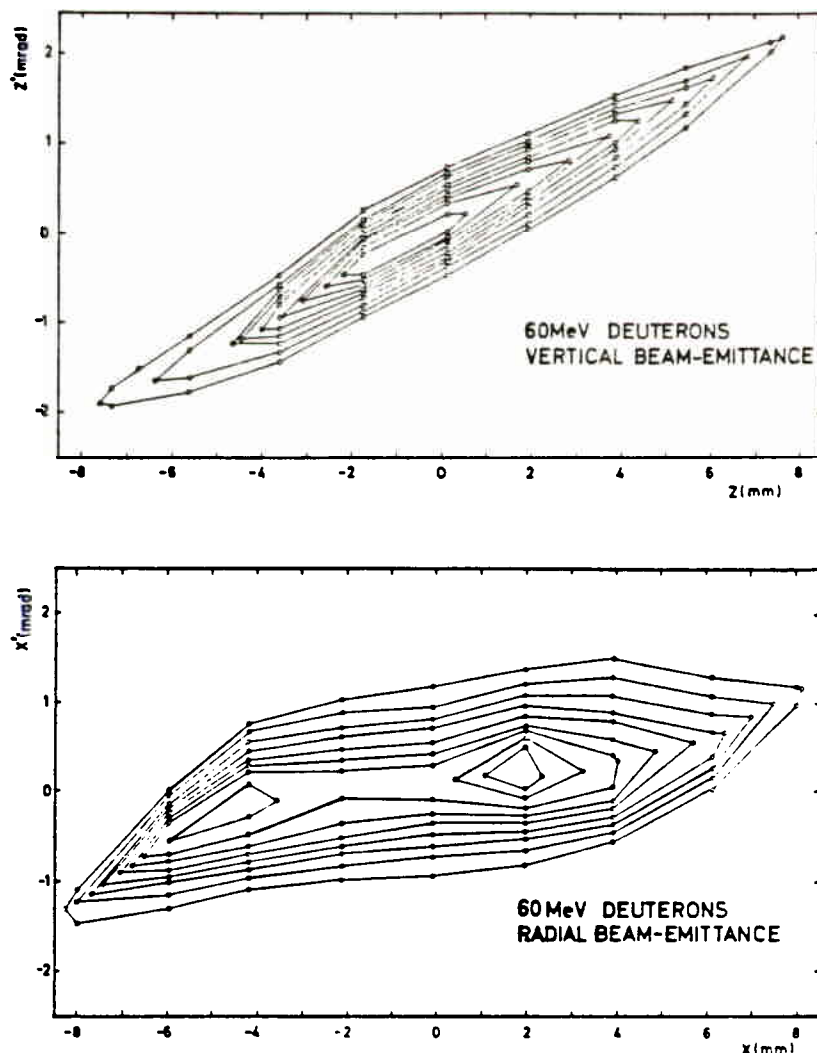 Z'(mrad)
2
1
0
-1
-2
60MeV DEUTERONS
VERTICAL BEAM-EMITTANCE
-8 -6 -4 -2 0 2 4 6 8
Z(mm)
X'(mrad)
2
1
0
-1
-2
60MeV DEUTERONS
RADIAL BEAM-EMITTANCE
-8 -6 -4 -2 0 2 4 6 8
X(mm)